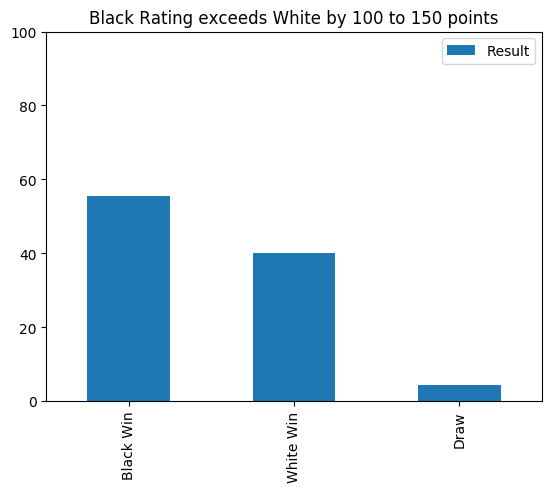 Black Rating exceeds White by 100 to 150 points
Result
100
80
60
40
20
0
Black Win
White Win
Draw